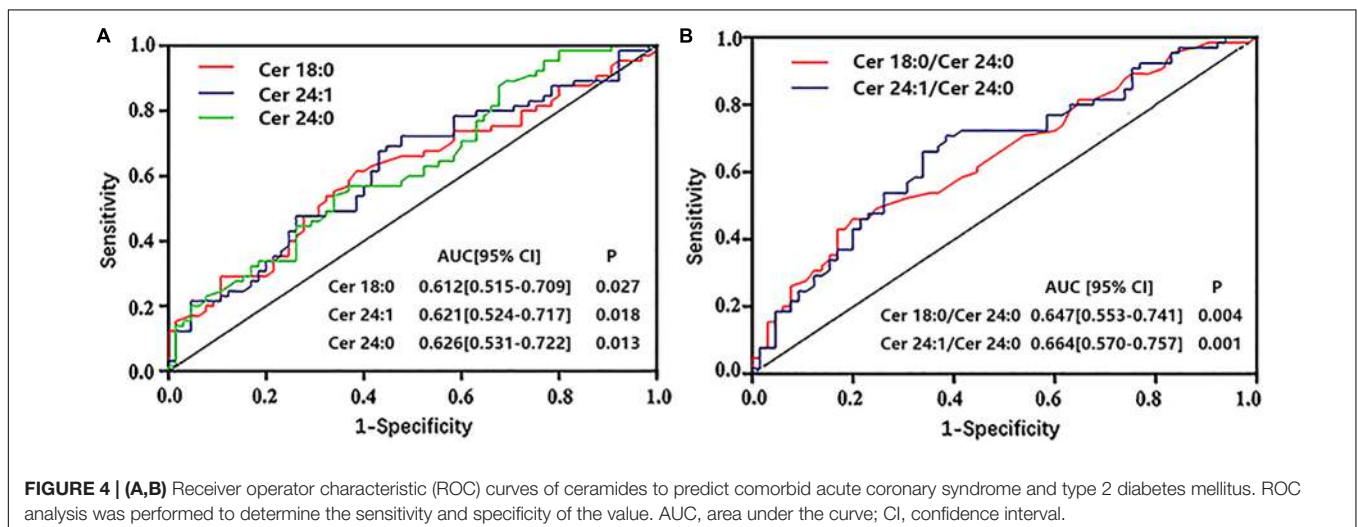 A
1.0
0.8
0.6
0.4
0.2
0.0
Sensitivity
Cer 18:0
Cer 24:1
Cer 24:0
AUC[95% CI] P
Cer 18:0 0.612[0.515-0.709] 0.027
Cer 24:1 0.621[0.524-0.717] 0.018
Cer 24:0 0.626[0.531-0.722] 0.013
0.0 0.2 0.4 0.6 0.8 1.0
1-Specificity
B
1.0
0.8
0.6
0.4
0.2
0.0
Sensitivity
Cer 18:0/Cer 24:0
Cer 24:1/Cer 24:0
AUC [95% CI] P
Cer 18:0/Cer 24:0 0.647[0.553-0.741] 0.004
Cer 24:1/Cer 24:0 0.664[0.570-0.757] 0.001
0.0 0.2 0.4 0.6 0.8 1.0
1-Specificity
FIGURE 4 | (A,B) Receiver operator characteristic (ROC) curves of ceramides to predict comorbid acute coronary syndrome and type 2 diabetes mellitus. ROC
analysis was performed to determine the sensitivity and specificity of the value. AUC, area under the curve; CI, confidence interval.